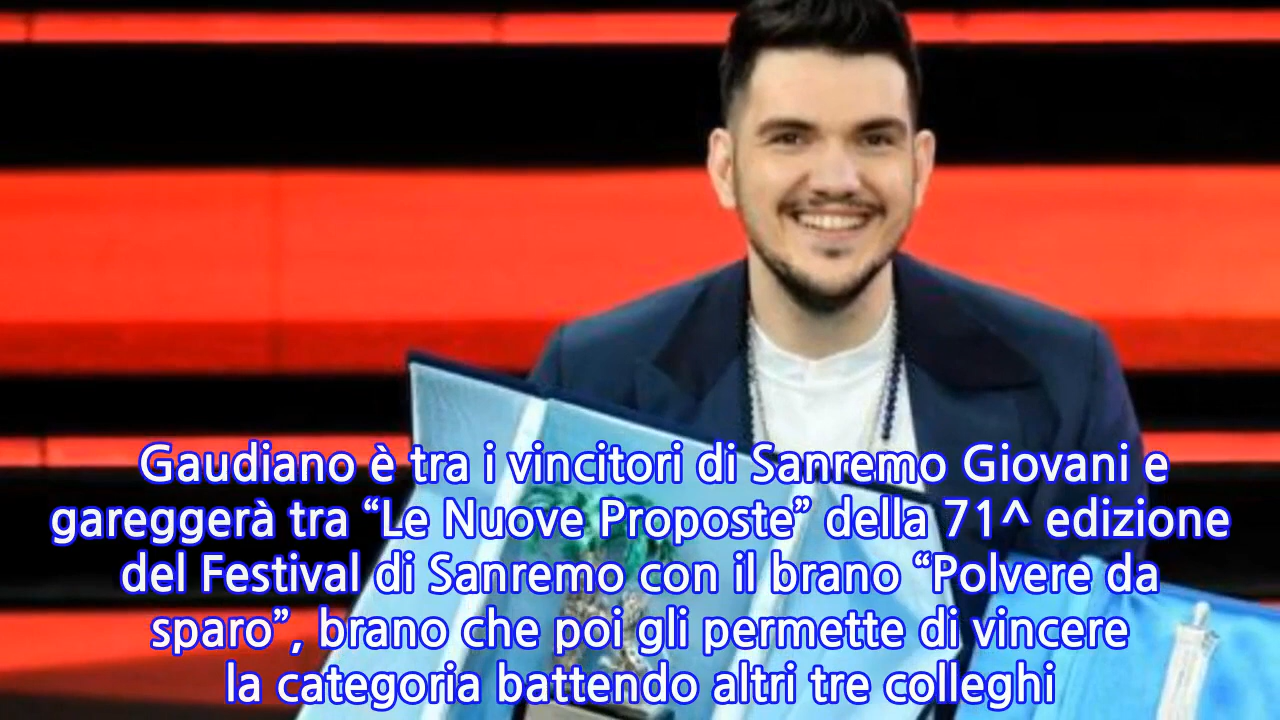 Gaudiano è tra i vincitori di Sanremo Giovani e
gareggerà tra “Le Nuove Proposte” della 71^ edizione
del Festival di Sanremo con il brano “Polvere da
sparo”, brano che poi gli permette di vincere
la categoria battendo altri tre colleghi